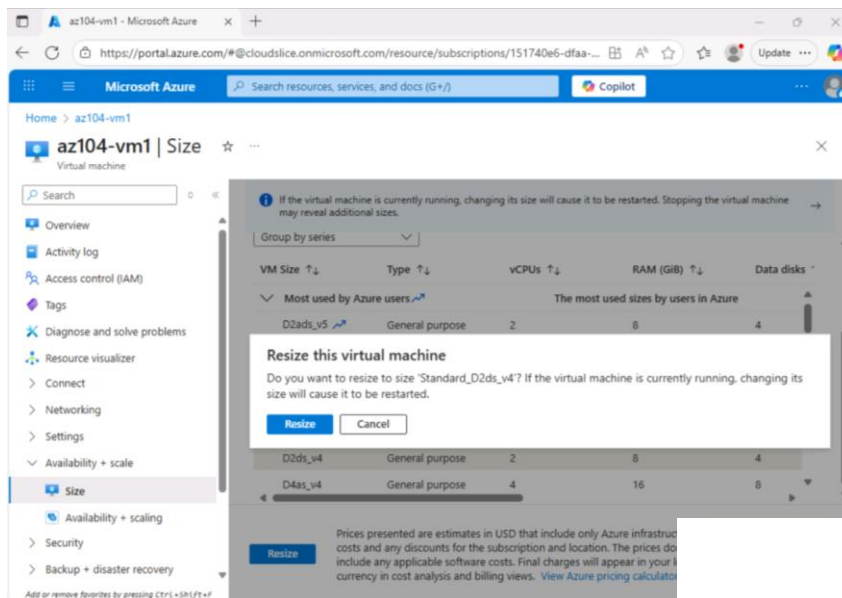 az104-vm1 - Microsoft Azure
https://portal.azure.com/#@cloudslice.onmicrosoft.com/resource/subscriptions/151740e6-dfaa-...
Update
Microsoft Azure
Search resources, services, and docs (G+/)
Copilot
Home > az104-vm1
az104-vm1 | Size
Virtual machine
Search
If the virtual machine is currently running, changing its size will cause it to be restarted. Stopping the virtual machine
may reveal additional sizes.
Overview
Activity log
Access control (IAM)
Tags
Diagnose and solve problems
Resource visualizer
Connect
Networking
Settings
Availability + scale
Size
Availability + scaling
Security
Backup + disaster recovery
Add or remove favorites by pressing Ctrl+Shift+F
Group by series
VM Size ↑↓ Type ↑↓ vCPUs ↑↓ RAM (GiB) ↑↓ Data disks
Most used by Azure users The most used sizes by users in Azure
D2ads_v5 General purpose 2 8 4
Resize this virtual machine
Do you want to resize to size 'Standard_D2ds_v4'? If the virtual machine is currently running, changing its
size will cause it to be restarted.
Resize Cancel
D2ds_v4 General purpose 2 8 4
D4as_v4 General purpose 4 16 8
Resize
Prices presented are estimates in USD that include only Azure
costs and any discounts for the subscription and location. The prices
include any applicable software costs. Final charges will appear in your
currency in cost analysis and billing views. View Azure pricing calculator